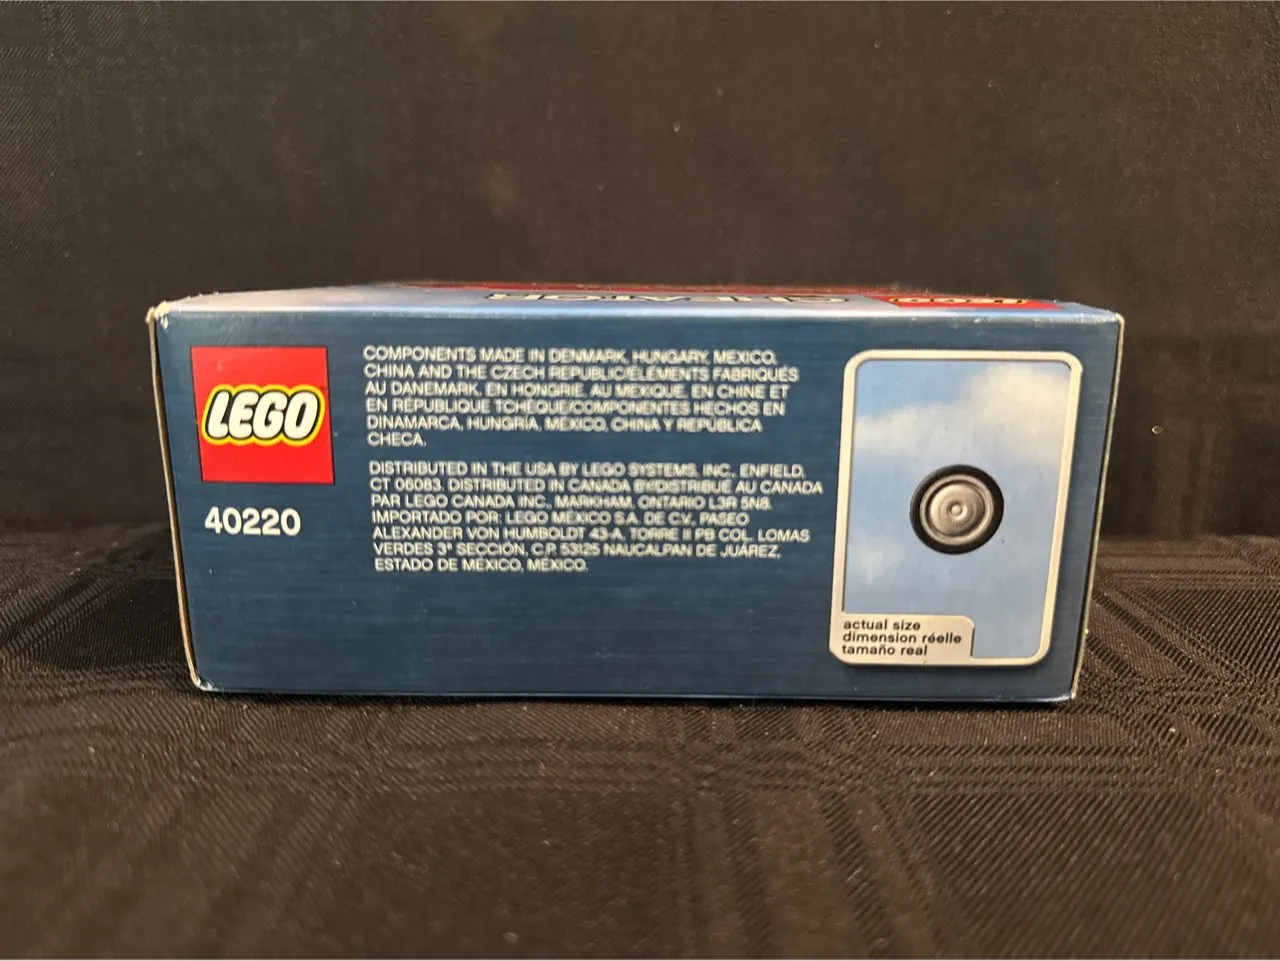 CREATOR
LEGO
LEGO
40220
COMPONENTS MADE IN DENMARK, HUNGARY, MEXICO,
CHINA AND THE CZECH REPUBLIC/ÉLÉMENTS FABRIQUÉS
AU DANEMARK, EN HONGRIE, AU MEXIQUE, EN CHINE ET
EN RÉPUBLIQUE TCHÈQUE/COMPONENTES HECHOS EN
DINAMARCA, HUNGRÍA, MÉXICO, CHINA Y REPÚBLICA
CHECA.
DISTRIBUTED IN THE USA BY LEGO SYSTEMS, INC., ENFIELD,
CT 06083. DISTRIBUTED IN CANADA BY/DISTRIBUÉ AU CANADA
PAR LEGO CANADA INC., MARKHAM, ONTARIO L3R 5N8.
IMPORTADO POR: LEGO MÉXICO S.A. DE C.V., PASEO
ALEXANDER VON HUMBOLDT 43-A, TORRE II PB COL. LOMAS
VERDES 3ª SECCIÓN, C.P. 53125 NAUCALPAN DE JUÁREZ,
ESTADO DE MÉXICO, MÉXICO.
actual size
dimension réelle
tamaño real